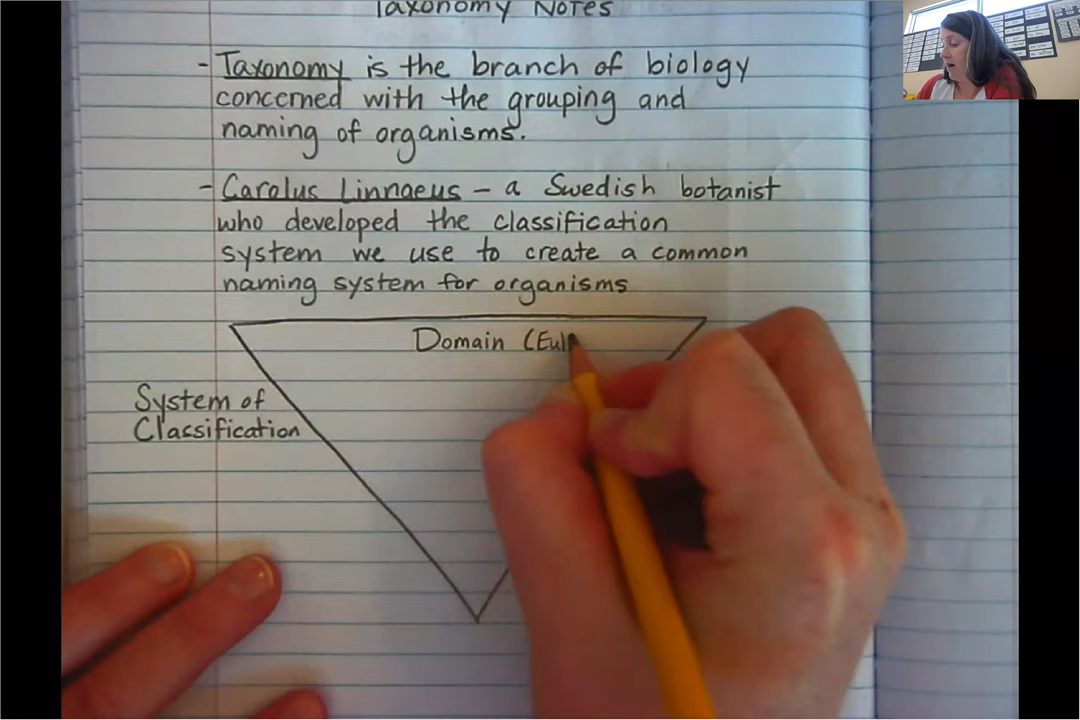 Taxonomy Notes
- Taxonomy is the branch of biology
concerned with the grouping and
naming of organisms.
- Carolus Linnaeus - a Swedish botanist
who developed the classification
system we use to create a common
naming system for organisms
Domain (Eu
System of
Classification